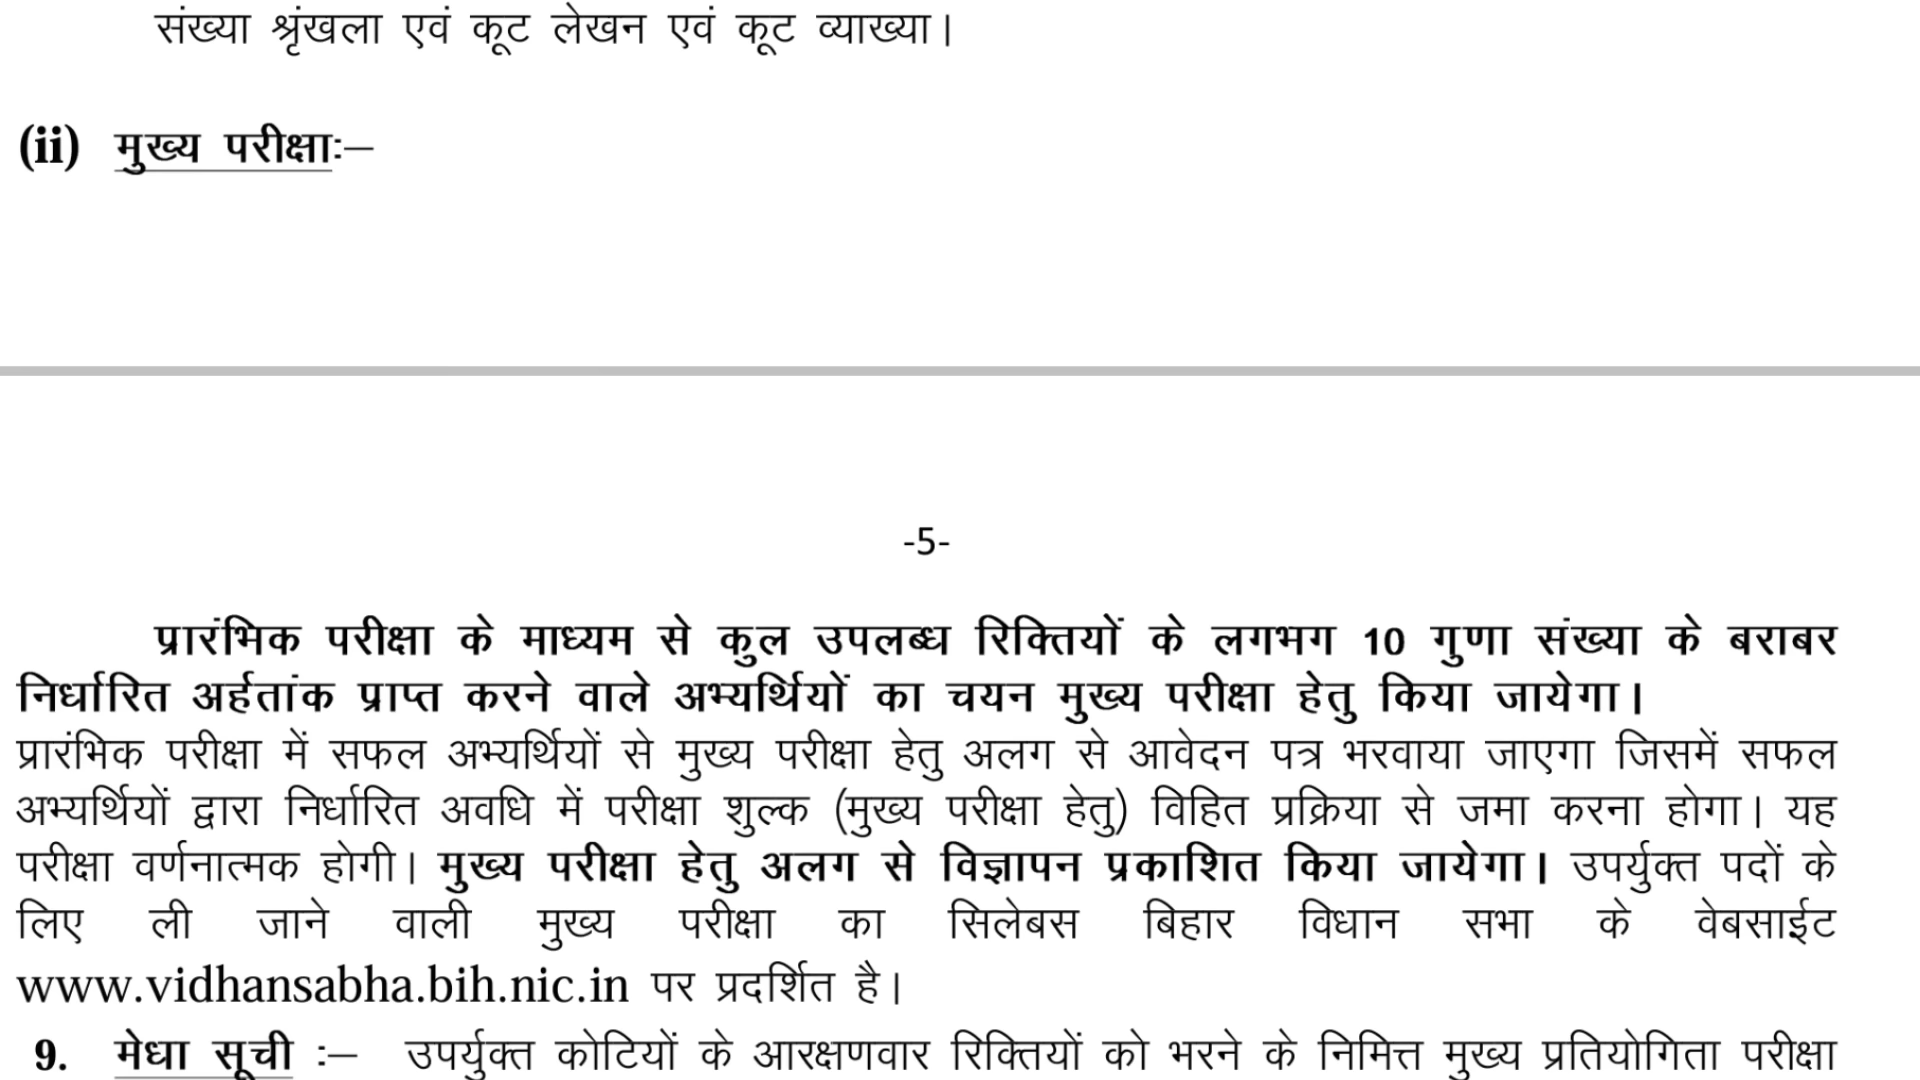 संख्या श्रृंखला एवं कूट लेखन एवं कूट व्याख्या।
(ii) मुख्य परीक्षा:–
-5-
प्रारंभिक परीक्षा के माध्यम से कुल उपलब्ध रिक्तियों के लगभग 10 गुणा संख्या के बराबर
निर्धारित अर्हतांक प्राप्त करने वाले अभ्यर्थियों का चयन मुख्य परीक्षा हेतु किया जायेगा।
प्रारंभिक परीक्षा में सफल अभ्यर्थियों से मुख्य परीक्षा हेतु अलग से आवेदन पत्र भरवाया जाएगा जिसमें सफल
अभ्यर्थियों द्वारा निर्धारित अवधि में परीक्षा शुल्क (मुख्य परीक्षा हेतु) विहित प्रक्रिया से जमा करना होगा। यह
परीक्षा वर्णनात्मक होगी। मुख्य परीक्षा हेतु अलग से विज्ञापन प्रकाशित किया जायेगा। उपर्युक्त पदों के
लिए ली जाने वाली मुख्य परीक्षा का सिलेबस बिहार विधान सभा के वेबसाईट
www.vidhansabha.bih.nic.in पर प्रदर्शित है।
9. मेधा सूची :– उपर्युक्त कोटियों के आरक्षणवार रिक्तियों को भरने के निमित्त मुख्य प्रतियोगिता परीक्षा